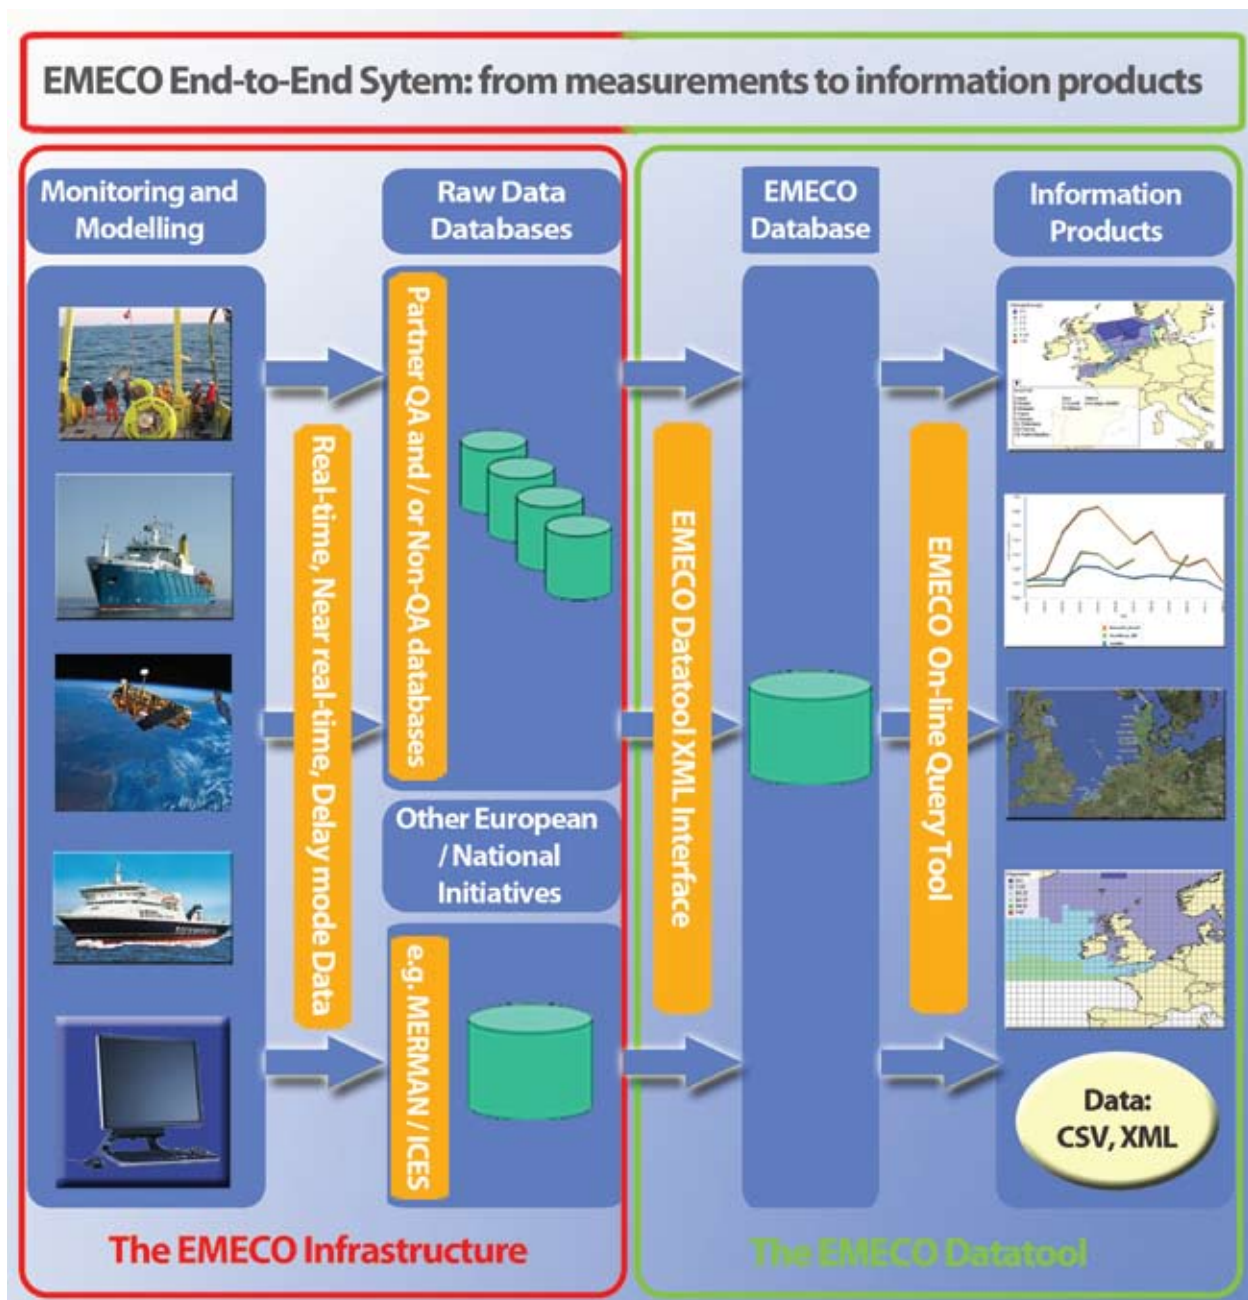 EMECO End-to-End Sytem: from measurements to information products
Monitoring and
Modelling
Raw Data
Databases
EMECO
Database
Information
Products
Partner QA and / or Non-QA databases
Real-time, Near real-time, Delay mode Data
EMECO Datatool XML Interface
EMECO On-line Query Tool
Other European
/ National
Initiatives
e.g. MERMAN / ICES
Data:
CSV, XML
The EMECO Infrastructure
The EMECO Datatool